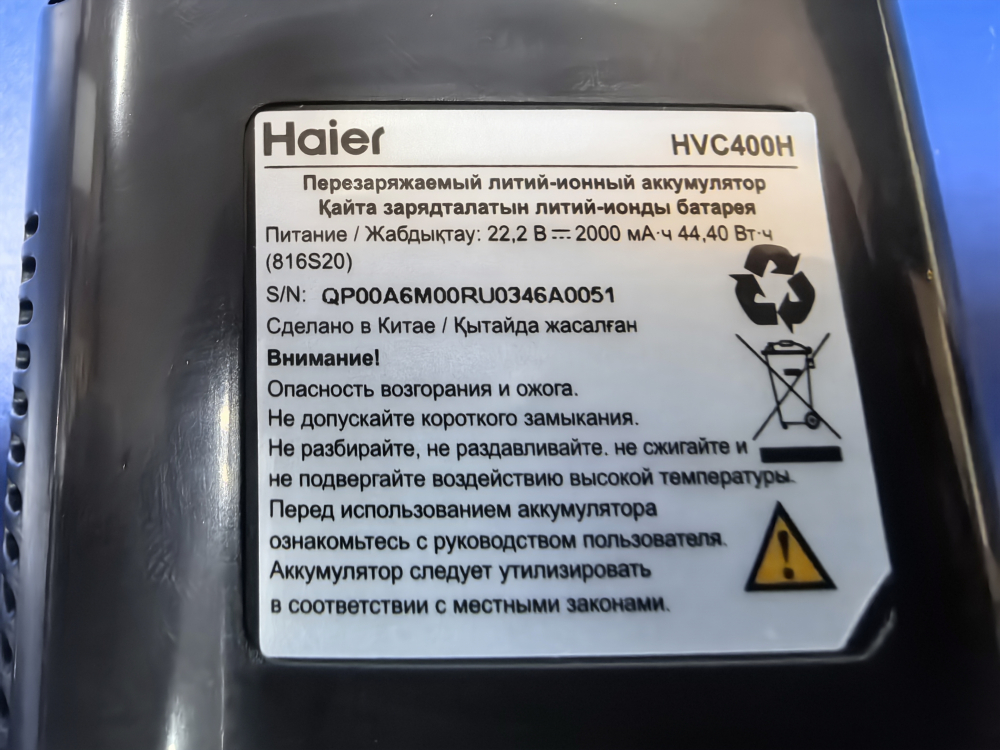 Haier
HVC400H
Перезаряжаемый литий-ионный аккумулятор
Қайта зарядталатын литий-ионды батарея
Питание / Жабдықтау: 22,2 В ⎓ 2000 мА·ч 44,40 Вт·ч
(816S20)
S/N: QP00A6M00RU0346A0051
Сделано в Китае / Қытайда жасалған
Внимание!
Опасность возгорания и ожога.
Не допускайте короткого замыкания.
Не разбирайте, не раздавливайте. не сжигайте и
не подвергайте воздействию высокой температуры.
Перед использованием аккумулятора
ознакомьтесь с руководством пользователя.
Аккумулятор следует утилизировать
в соответствии с местными законами.